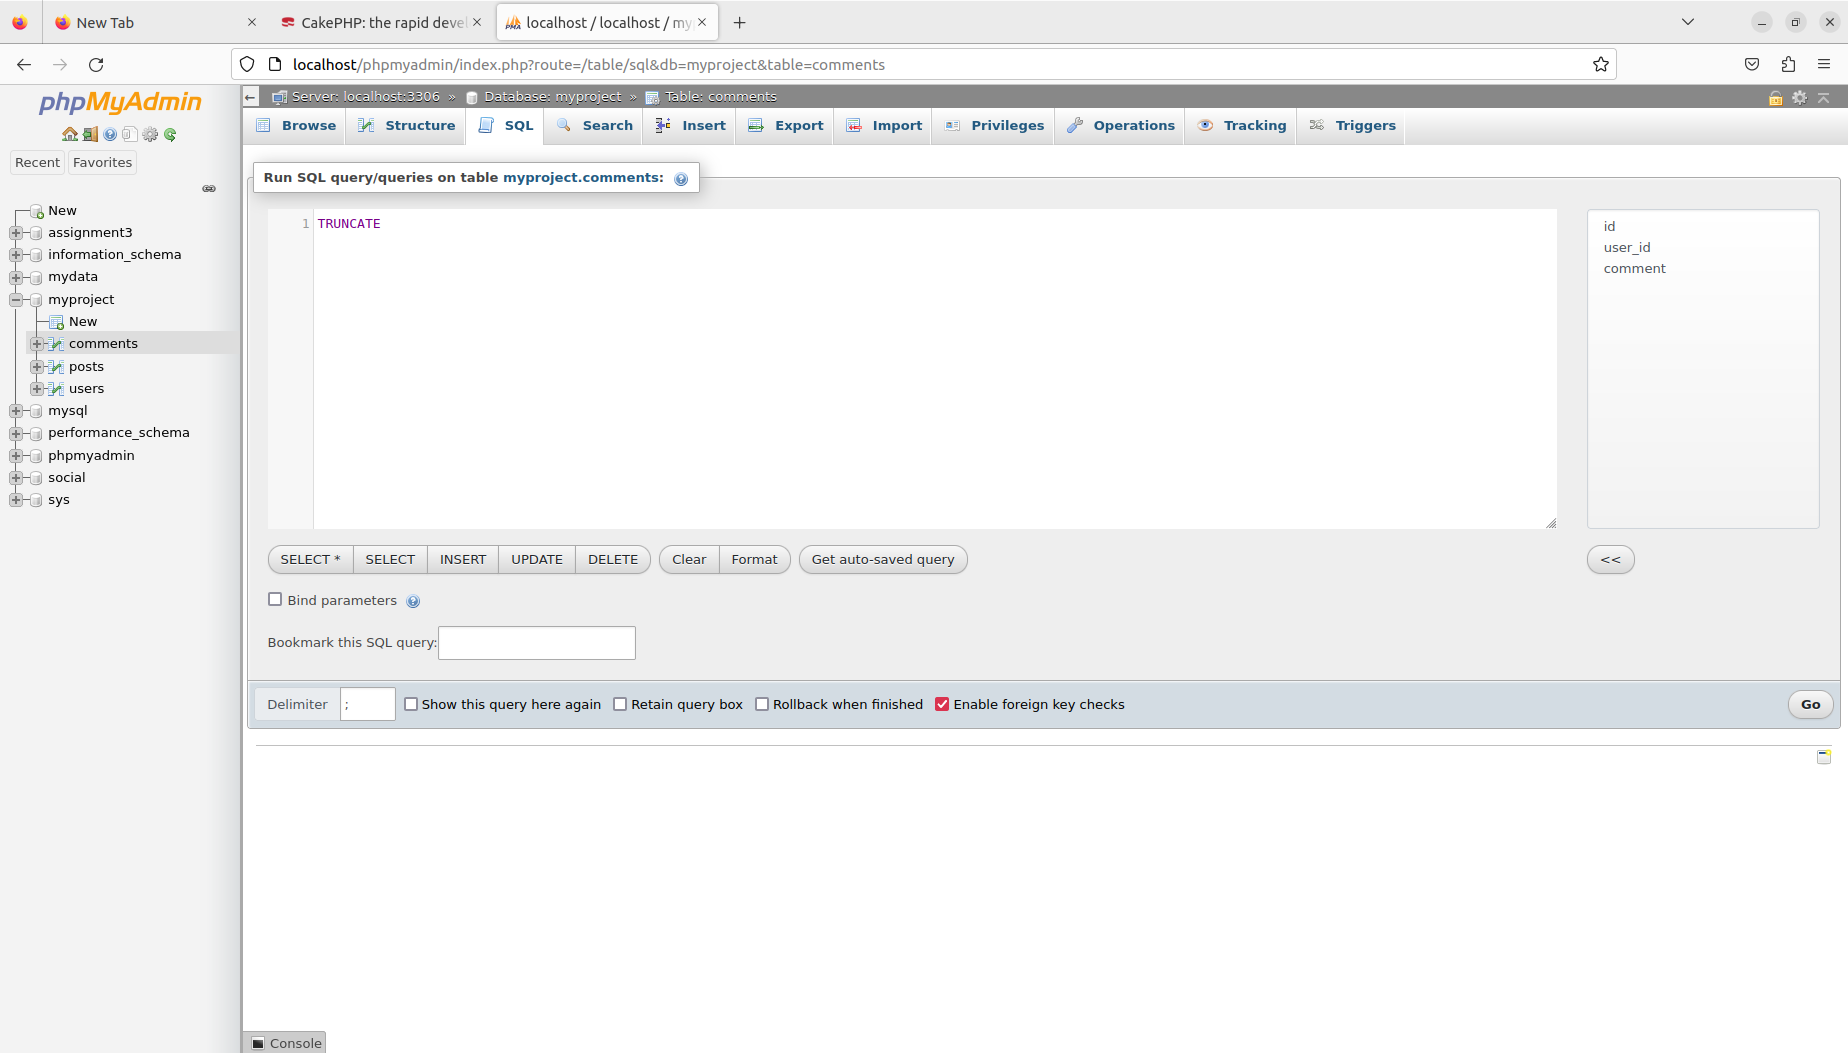 New Tab
CakePHP: the rapid deve
localhost / localhost / my
localhost/phpmyadmin/index.php?route=/table/sql&db=myproject&table=comments
phpMyAdmin
Recent
Favorites
New
assignment3
information_schema
mydata
myproject
New
comments
posts
users
mysql
performance_schema
phpmyadmin
social
sys
Server: localhost:3306 » Database: myproject » Table: comments
Browse
Structure
SQL
Search
Insert
Export
Import
Privileges
Operations
Tracking
Triggers
Run SQL query/queries on table myproject.comments:
1 TRUNCATE
id
user_id
comment
SELECT *
SELECT
INSERT
UPDATE
DELETE
Clear
Format
Get auto-saved query
<<
Bind parameters
Bookmark this SQL query:
Delimiter ;
Show this query here again
Retain query box
Rollback when finished
Enable foreign key checks
Go
Console